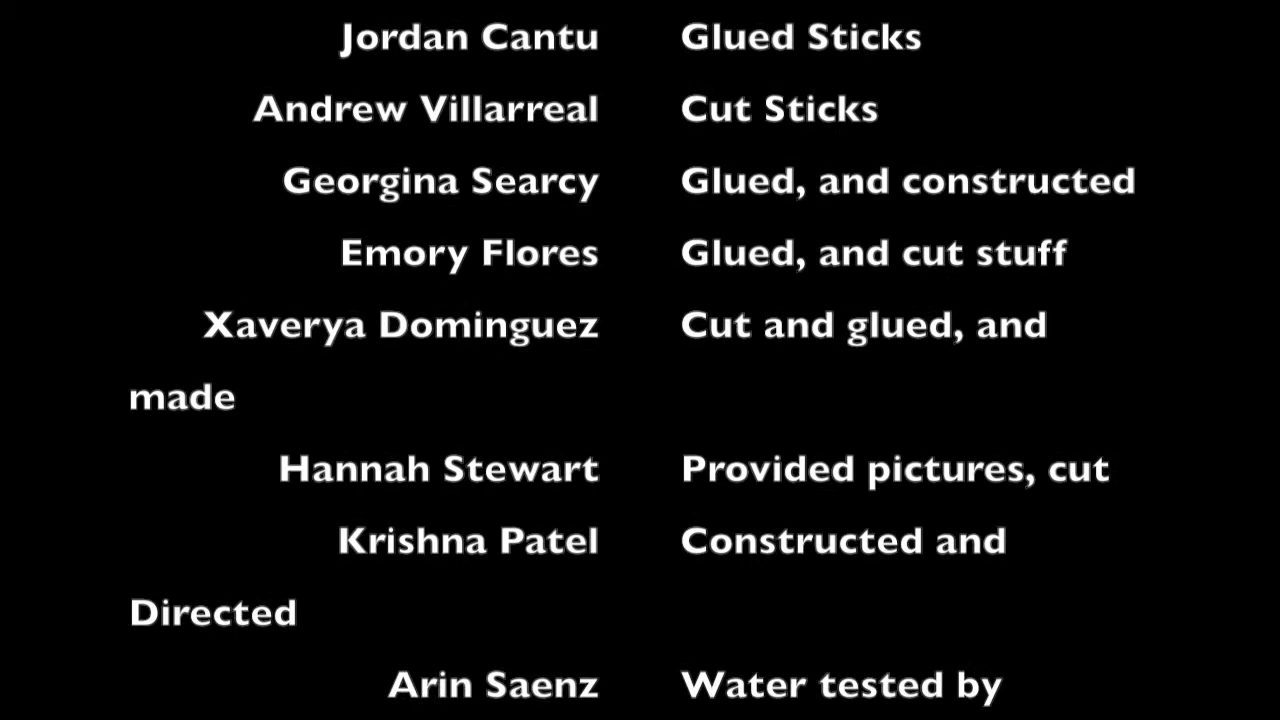 Jordan Cantu Glued Sticks
Andrew Villarreal Cut Sticks
Georgina Searcy Glued, and constructed
Emory Flores Glued, and cut stuff
Xaverya Dominguez Cut and glued, and
made
Hannah Stewart Provided pictures, cut
Krishna Patel Constructed and
Directed
Arin Saenz Water tested by